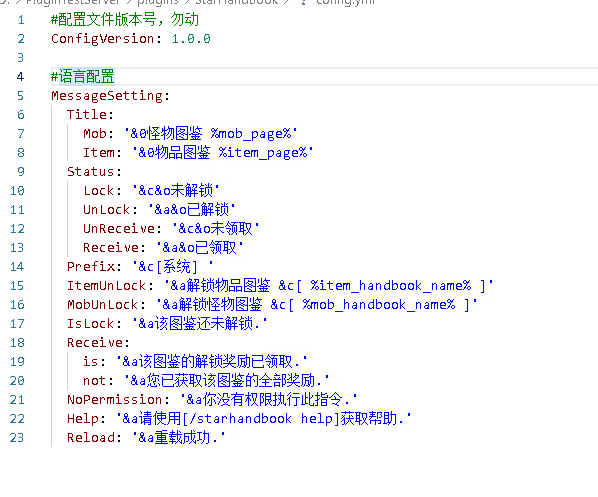 PluginTestServer > plugins > StarHandbook > ! config.yml
1 #配置文件版本号，勿动
2 ConfigVersion: 1.0.0
3
4 #语言配置
5 MessageSetting:
6 Title:
7 Mob: '&0怪物图鉴 %mob_page%'
8 Item: '&0物品图鉴 %item_page%'
9 Status:
10 Lock: '&c&o未解锁'
11 UnLock: '&a&o已解锁'
12 UnReceive: '&c&o未领取'
13 Receive: '&a&o已领取'
14 Prefix: '&c[系统] '
15 ItemUnLock: '&a解锁物品图鉴 &c[ %item_handbook_name% ]'
16 MobUnLock: '&a解锁怪物图鉴 &c[ %mob_handbook_name% ]'
17 IsLock: '&a该图鉴还未解锁.'
18 Receive:
19 is: '&a该图鉴的解锁奖励已领取.'
20 not: '&a您已获取该图鉴的全部奖励.'
21 NoPermission: '&a你没有权限执行此指令.'
22 Help: '&a请使用[/starhandbook help]获取帮助.'
23 Reload: '&a重载成功.'